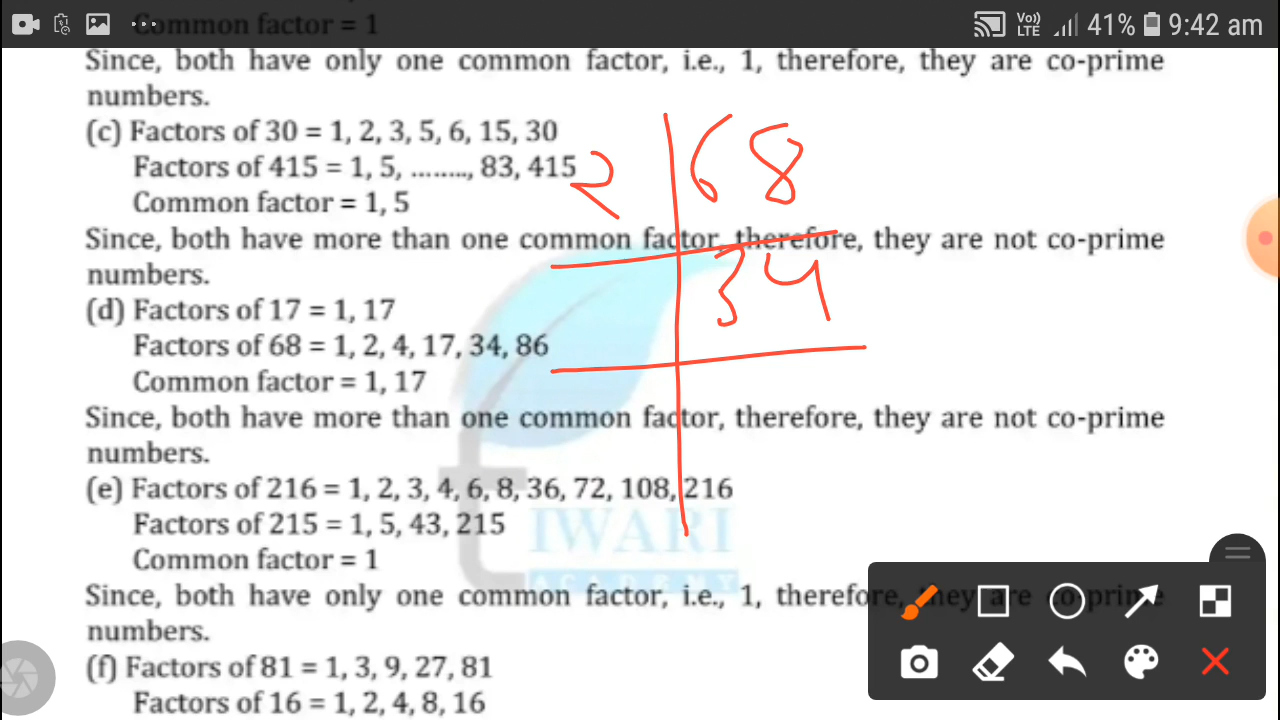 Vo)) LTE 41% 9:42 am
Common factor = 1
Since, both have only one common factor, i.e., 1, therefore, they are co-prime
numbers.
(c) Factors of 30 = 1, 2, 3, 5, 6, 15, 30
Factors of 415 = 1, 5, ........, 83, 415
Common factor = 1, 5
2 68
Since, both have more than one common factor, therefore, they are not co-prime
numbers.
34
(d) Factors of 17 = 1, 17
Factors of 68 = 1, 2, 4, 17, 34, 86
Common factor = 1, 17
Since, both have more than one common factor, therefore, they are not co-prime
numbers.
(e) Factors of 216 = 1, 2, 3, 4, 6, 8, 36, 72, 108, 216
Factors of 215 = 1, 5, 43, 215
Common factor = 1
TIWARI
ACADEMY
Since, both have only one common factor, i.e., 1, therefore, they are co-prime
numbers.
(f) Factors of 81 = 1, 3, 9, 27, 81
Factors of 16 = 1, 2, 4, 8, 16